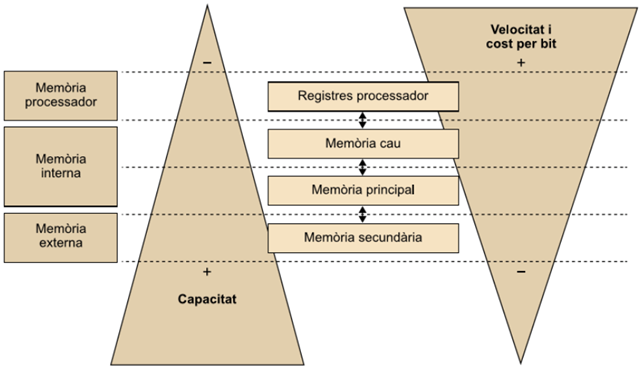 Velocitat i
cost per bit
−
+
Memòria
processador
Registres processador
Memòria cau
Memòria
interna
Memòria principal
Memòria
externa
Memòria secundària
+
−
Capacitat